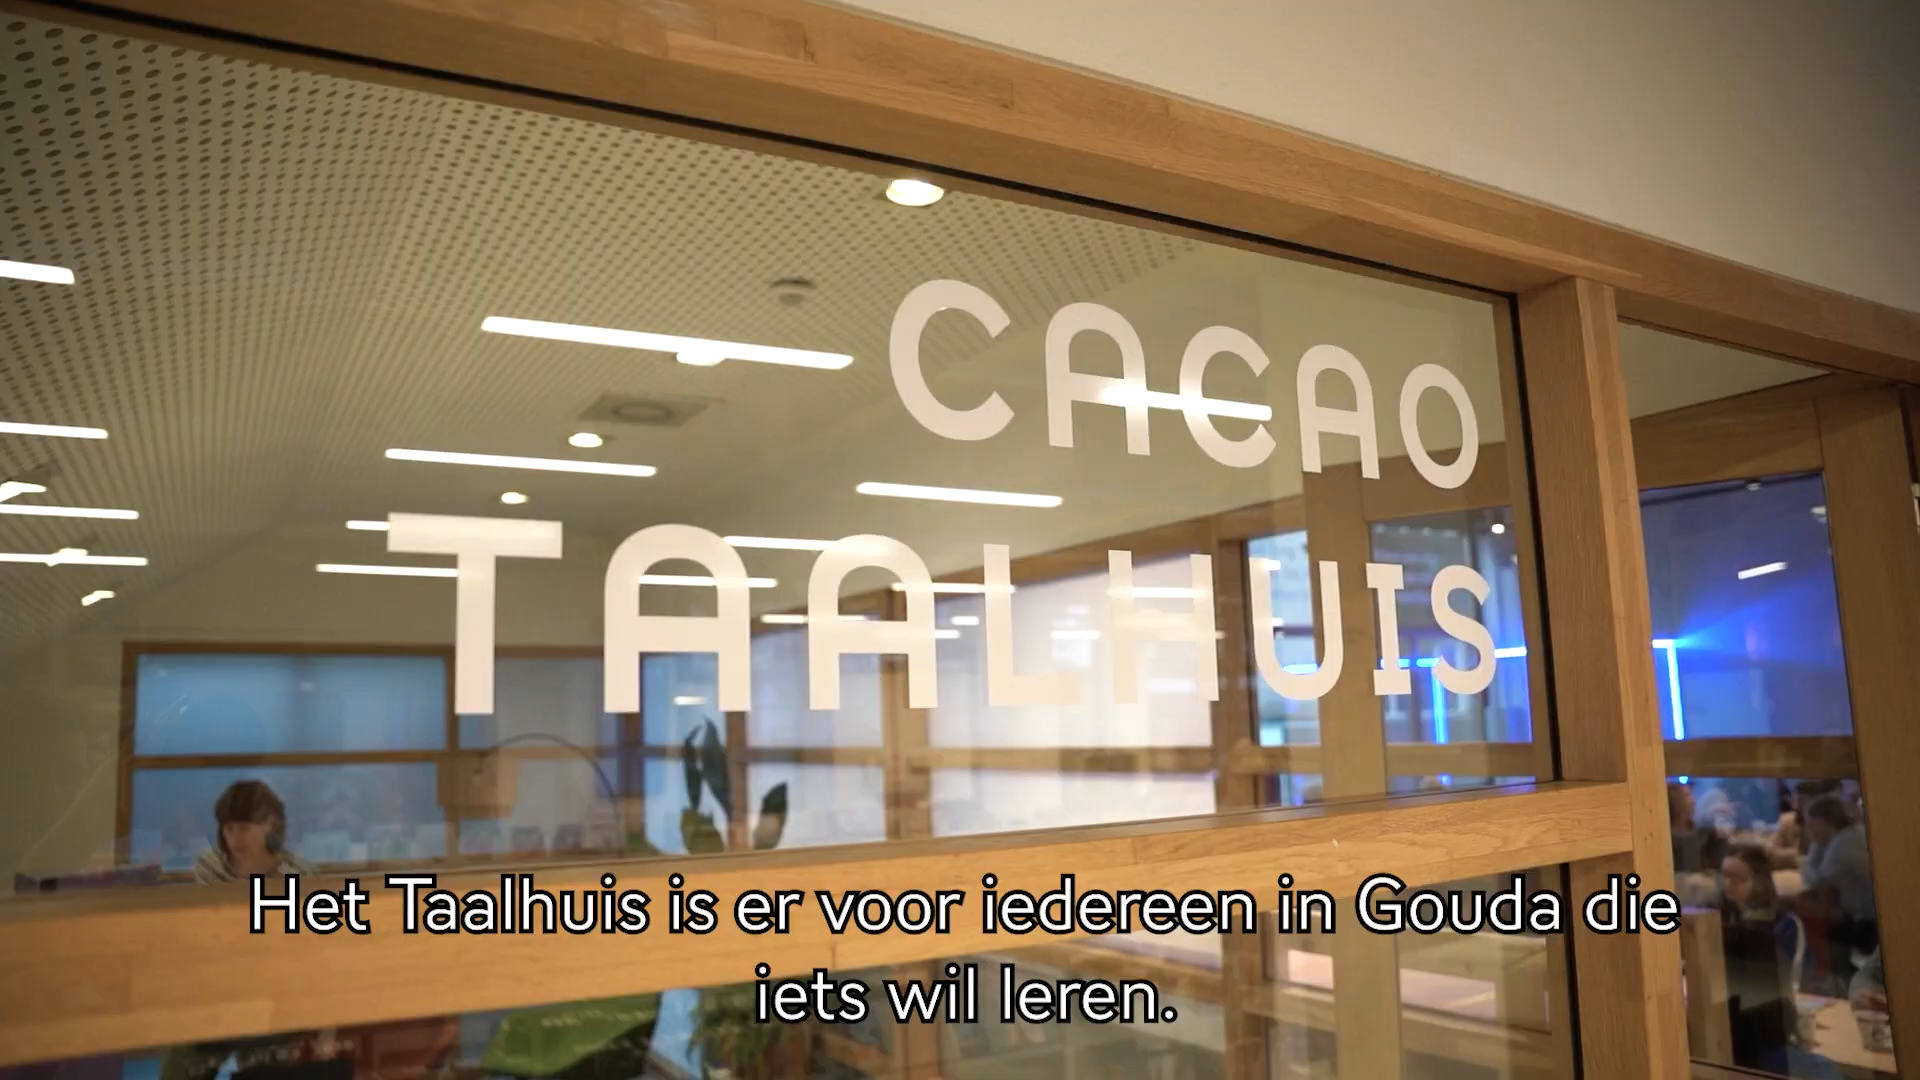 CACAO
TAALHUIS
Het Taalhuis is er voor iedereen in Gouda die
iets wil leren.